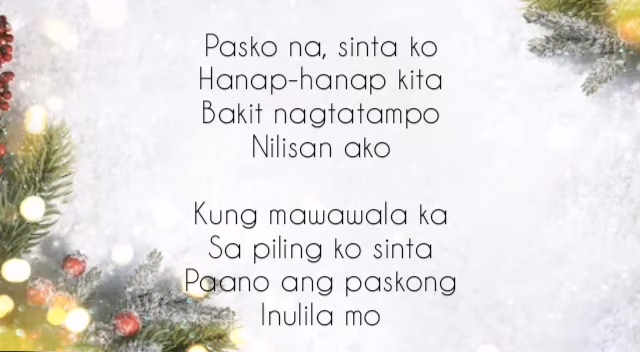 Pasko na, sinta ko
Hanap-hanap kita
Bakit nagtatampo
Nilisan ako
Kung mawawala ka
Sa piling ko sinta
Paano ang paskong
Inulila mo